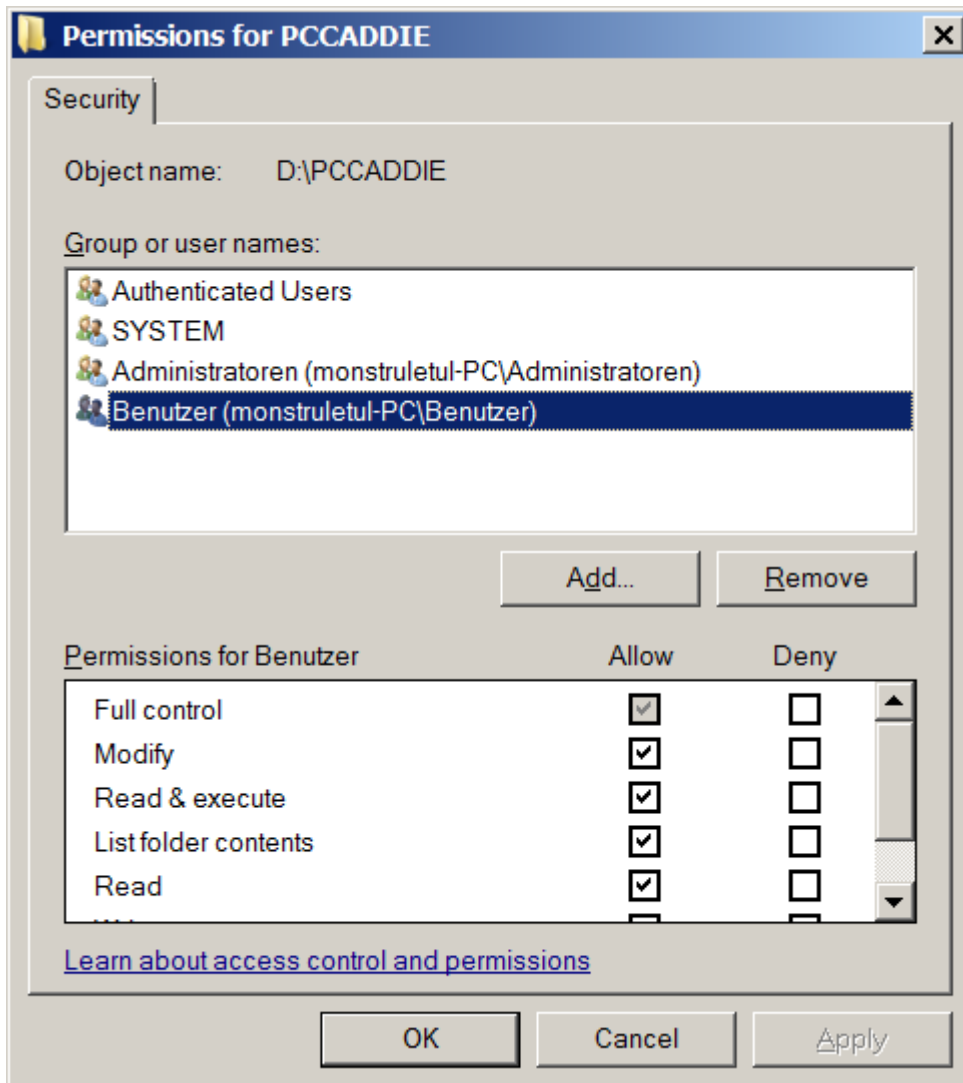 Permissions for PCCADDIE
Security
Object name: D:\PCCADDIE
Group or user names:
Authenticated Users
SYSTEM
Administratoren (monstruletul-PC\Administratoren)
Benutzer (monstruletul-PC\Benutzer)
Add... Remove
Permissions for Benutzer Allow Deny
Full control
Modify
Read & execute
List folder contents
Read
Learn about access control and permissions
OK Cancel Apply